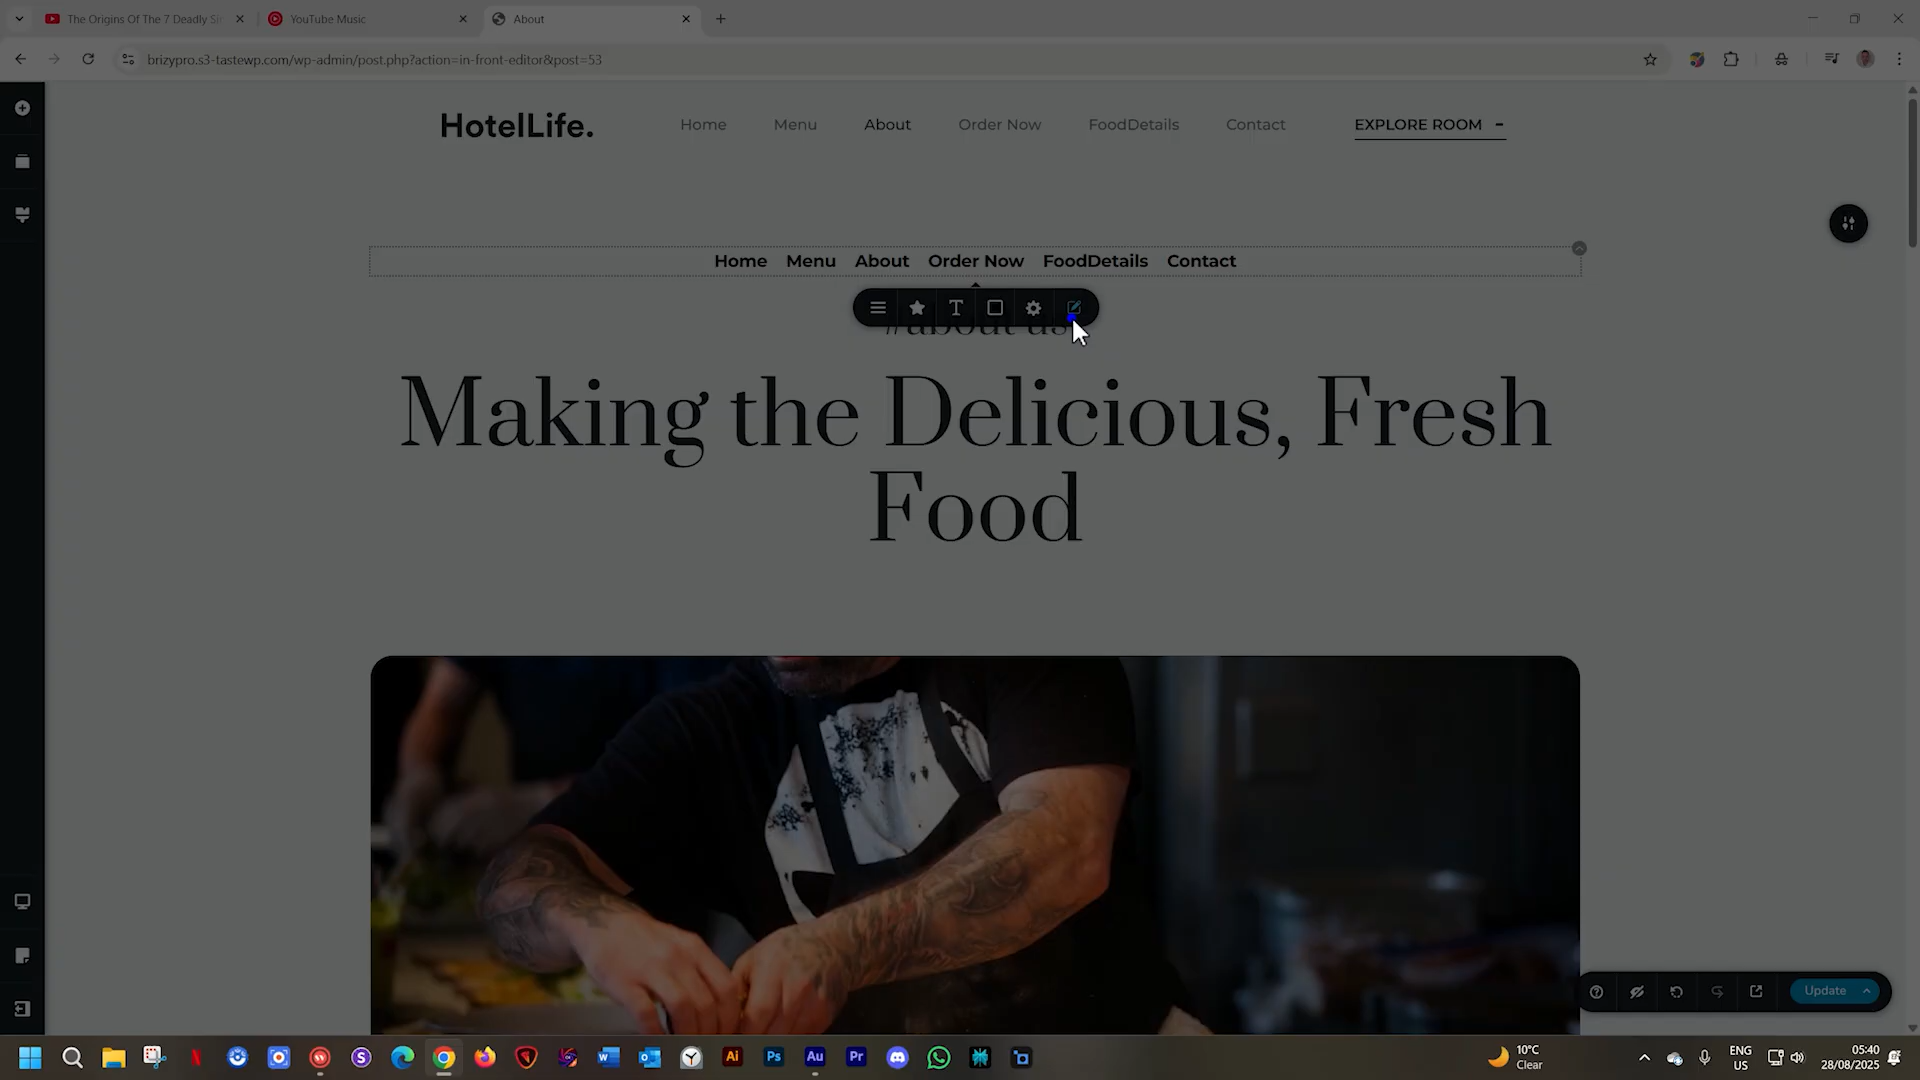 The Origins Of The 7 Deadly Si
YouTube Music
About
brizypro.s3-tastewp.com/wp-admin/post.php?action=in-front-editor&post=53
HotelLife.
Home Menu About Order Now FoodDetails Contact EXPLORE ROOM
Home Menu About Order Now FoodDetails Contact
#about us
Making the Delicious, Fresh
Food
Update
10°C
Clear
ENG
US
05:40
28/08/2025